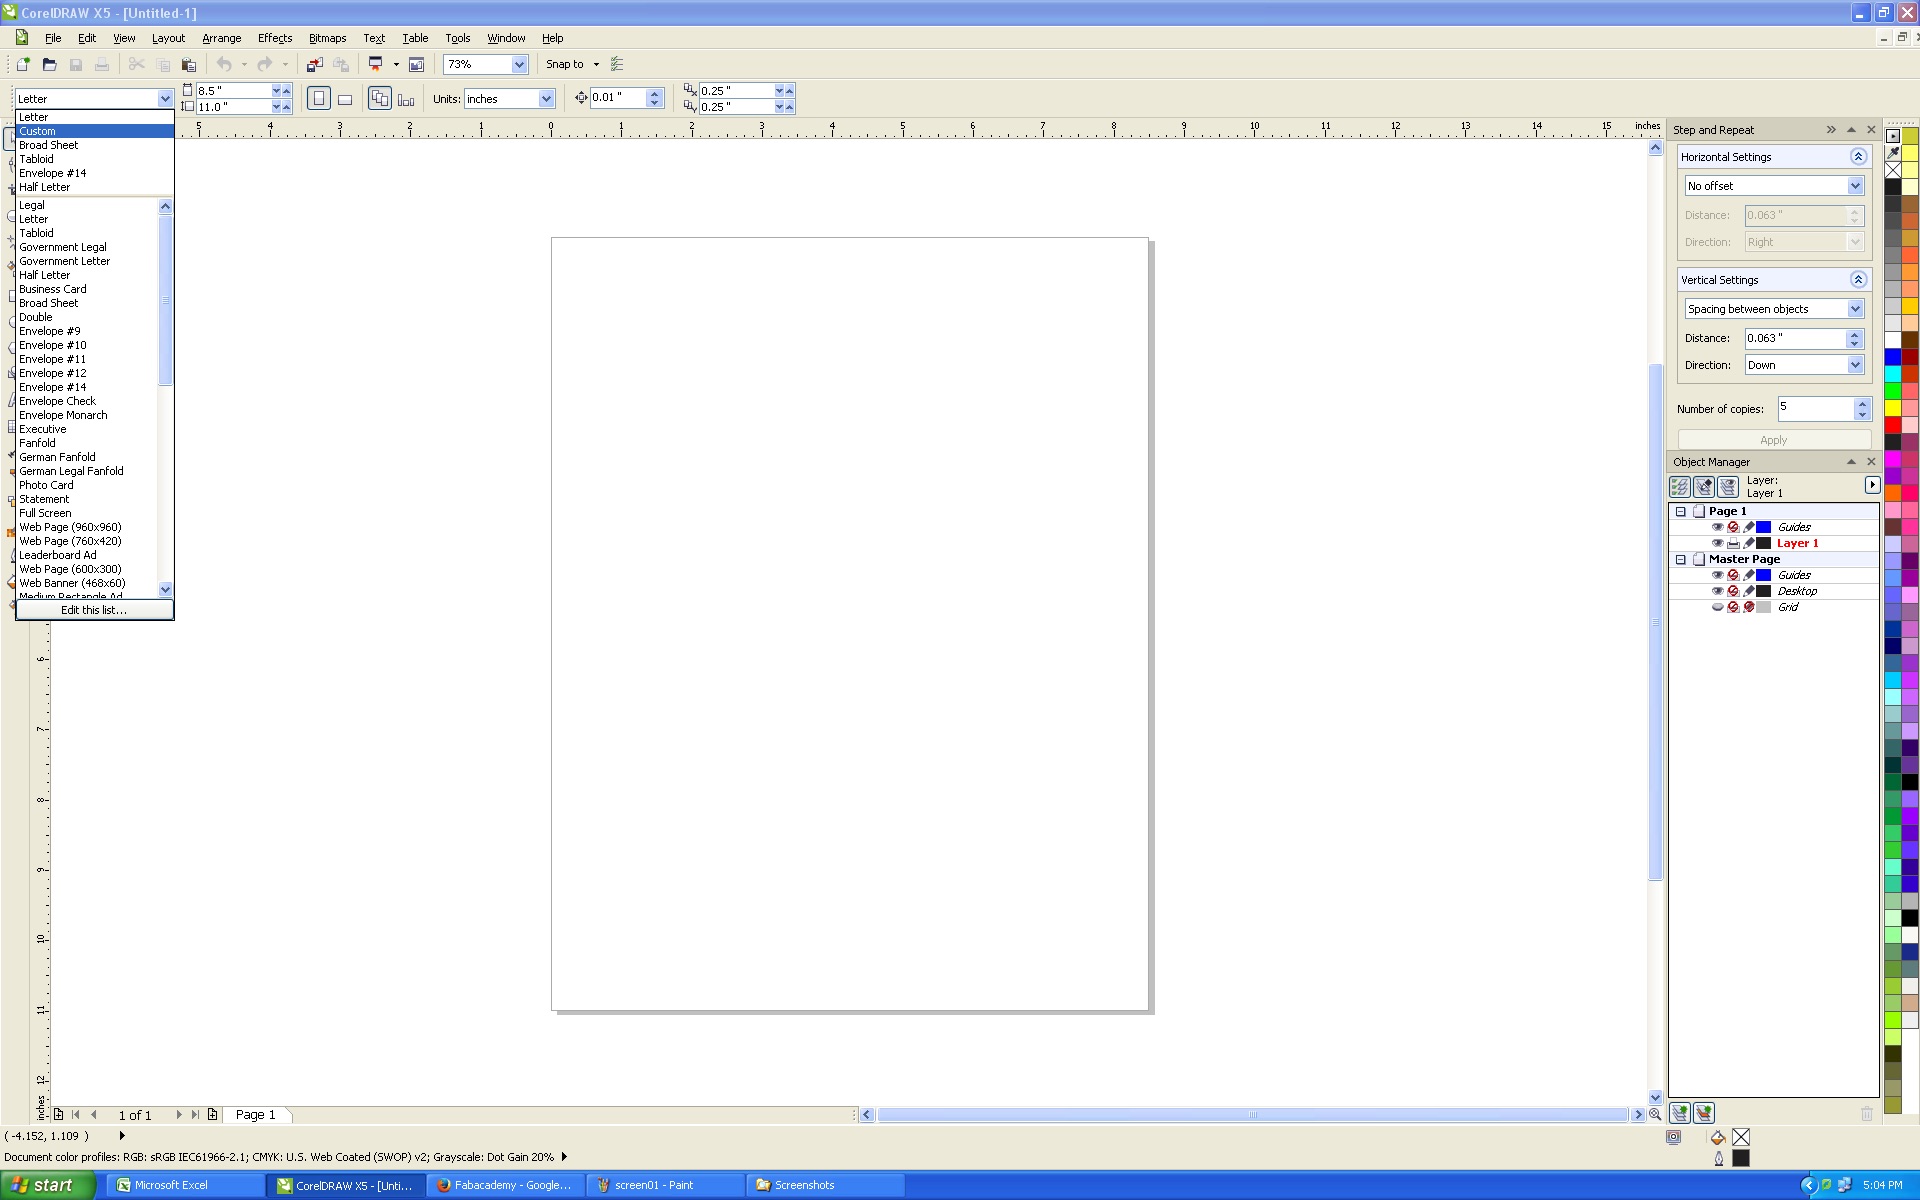 CorelDRAW X5 - [Untitled-1]
File Edit View Layout Arrange Effects Bitmaps Text Table Tools Window Help
73% Snap to
Letter 8.5 " 11.0 " Units: inches 0.01 " 0.25 " 0.25 "
Letter
Custom
Broad Sheet
Tabloid
Envelope #14
Half Letter
Legal
Letter
Tabloid
Government Legal
Government Letter
Half Letter
Business Card
Broad Sheet
Double
Envelope #9
Envelope #10
Envelope #11
Envelope #12
Envelope #14
Envelope Check
Envelope Monarch
Executive
Fanfold
German Fanfold
German Legal Fanfold
Photo Card
Statement
Full Screen
Web Page (960x960)
Web Page (760x420)
Leaderboard Ad
Web Page (600x300)
Web Banner (468x60)
Medium Rectangle Ad
Edit this list...
5 4 3 2 1 0 1 2 3 4 5 6 7 8 9 10 11 12 13 14 15 inches
6
7
8
9
10
11
12
inches
Step and Repeat
Horizontal Settings
No offset
Distance: 0.063 "
Direction: Right
Vertical Settings
Spacing between objects
Distance: 0.063 "
Direction: Down
Number of copies: 5
Apply
Object Manager
Layer:
Layer 1
Page 1
Guides
Layer 1
Master Page
Guides
Desktop
Grid
1 of 1 Page 1
( -4.152, 1.109 )
Document color profiles: RGB: sRGB IEC61966-2.1; CMYK: U.S. Web Coated (SWOP) v2; Grayscale: Dot Gain 20%
start Microsoft Excel CorelDRAW X5 - [Unti... Fabacademy - Google... screen01 - Paint Screenshots 5:04 PM